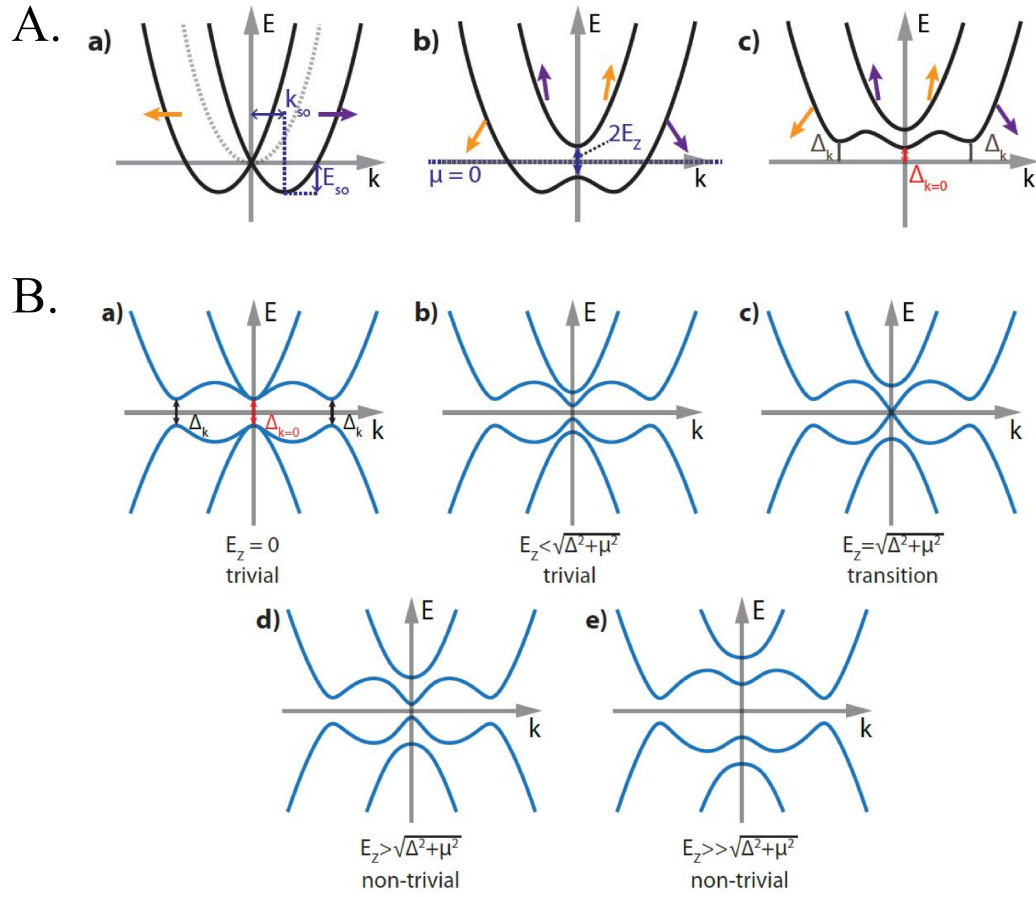 A.
a)
E
k_so
E_so
k
b)
E
2E_Z
μ = 0
k
c)
E
Δ_k
Δ_k
k
Δ_k=0
B.
a)
E
Δ_k
Δ_k=0
Δ_k
k
E_Z = 0
trivial
b)
E
k
E_Z<√Δ²+μ²
trivial
c)
E
k
E_Z=√Δ²+μ²
transition
d)
E
k
E_Z>√Δ²+μ²
non-trivial
e)
E
k
E_Z>>√Δ²+μ²
non-trivial